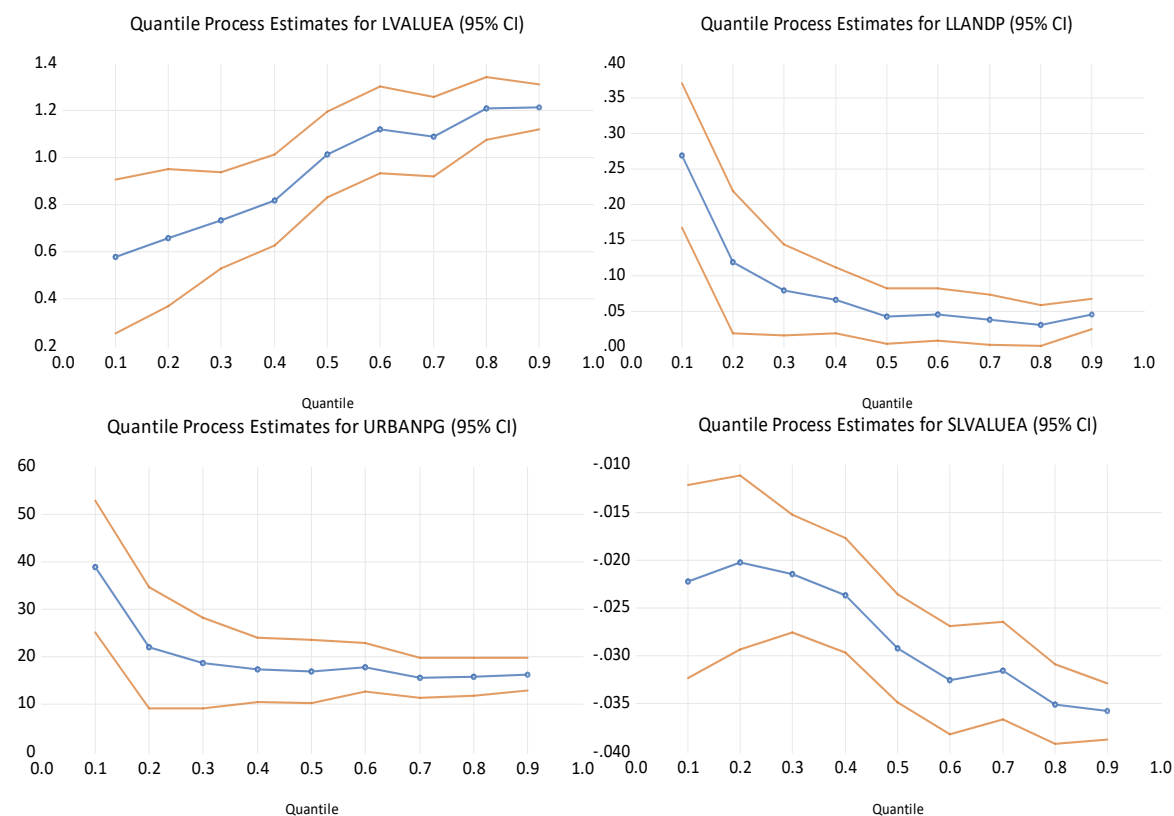 Quantile Process Estimates for LVALUEA (95% CI)
1.4
1.2
1.0
0.8
0.6
0.4
0.2
0.0 0.1 0.2 0.3 0.4 0.5 0.6 0.7 0.8 0.9 1.0
Quantile
Quantile Process Estimates for LLANDP (95% CI)
.40
.35
.30
.25
.20
.15
.10
.05
.00
0.0 0.1 0.2 0.3 0.4 0.5 0.6 0.7 0.8 0.9 1.0
Quantile
Quantile Process Estimates for URBANPG (95% CI)
60
50
40
30
20
10
0
0.0 0.1 0.2 0.3 0.4 0.5 0.6 0.7 0.8 0.9 1.0
Quantile
Quantile Process Estimates for SLVALUEA (95% CI)
-.010
-.015
-.020
-.025
-.030
-.035
-.040
0.0 0.1 0.2 0.3 0.4 0.5 0.6 0.7 0.8 0.9 1.0
Quantile